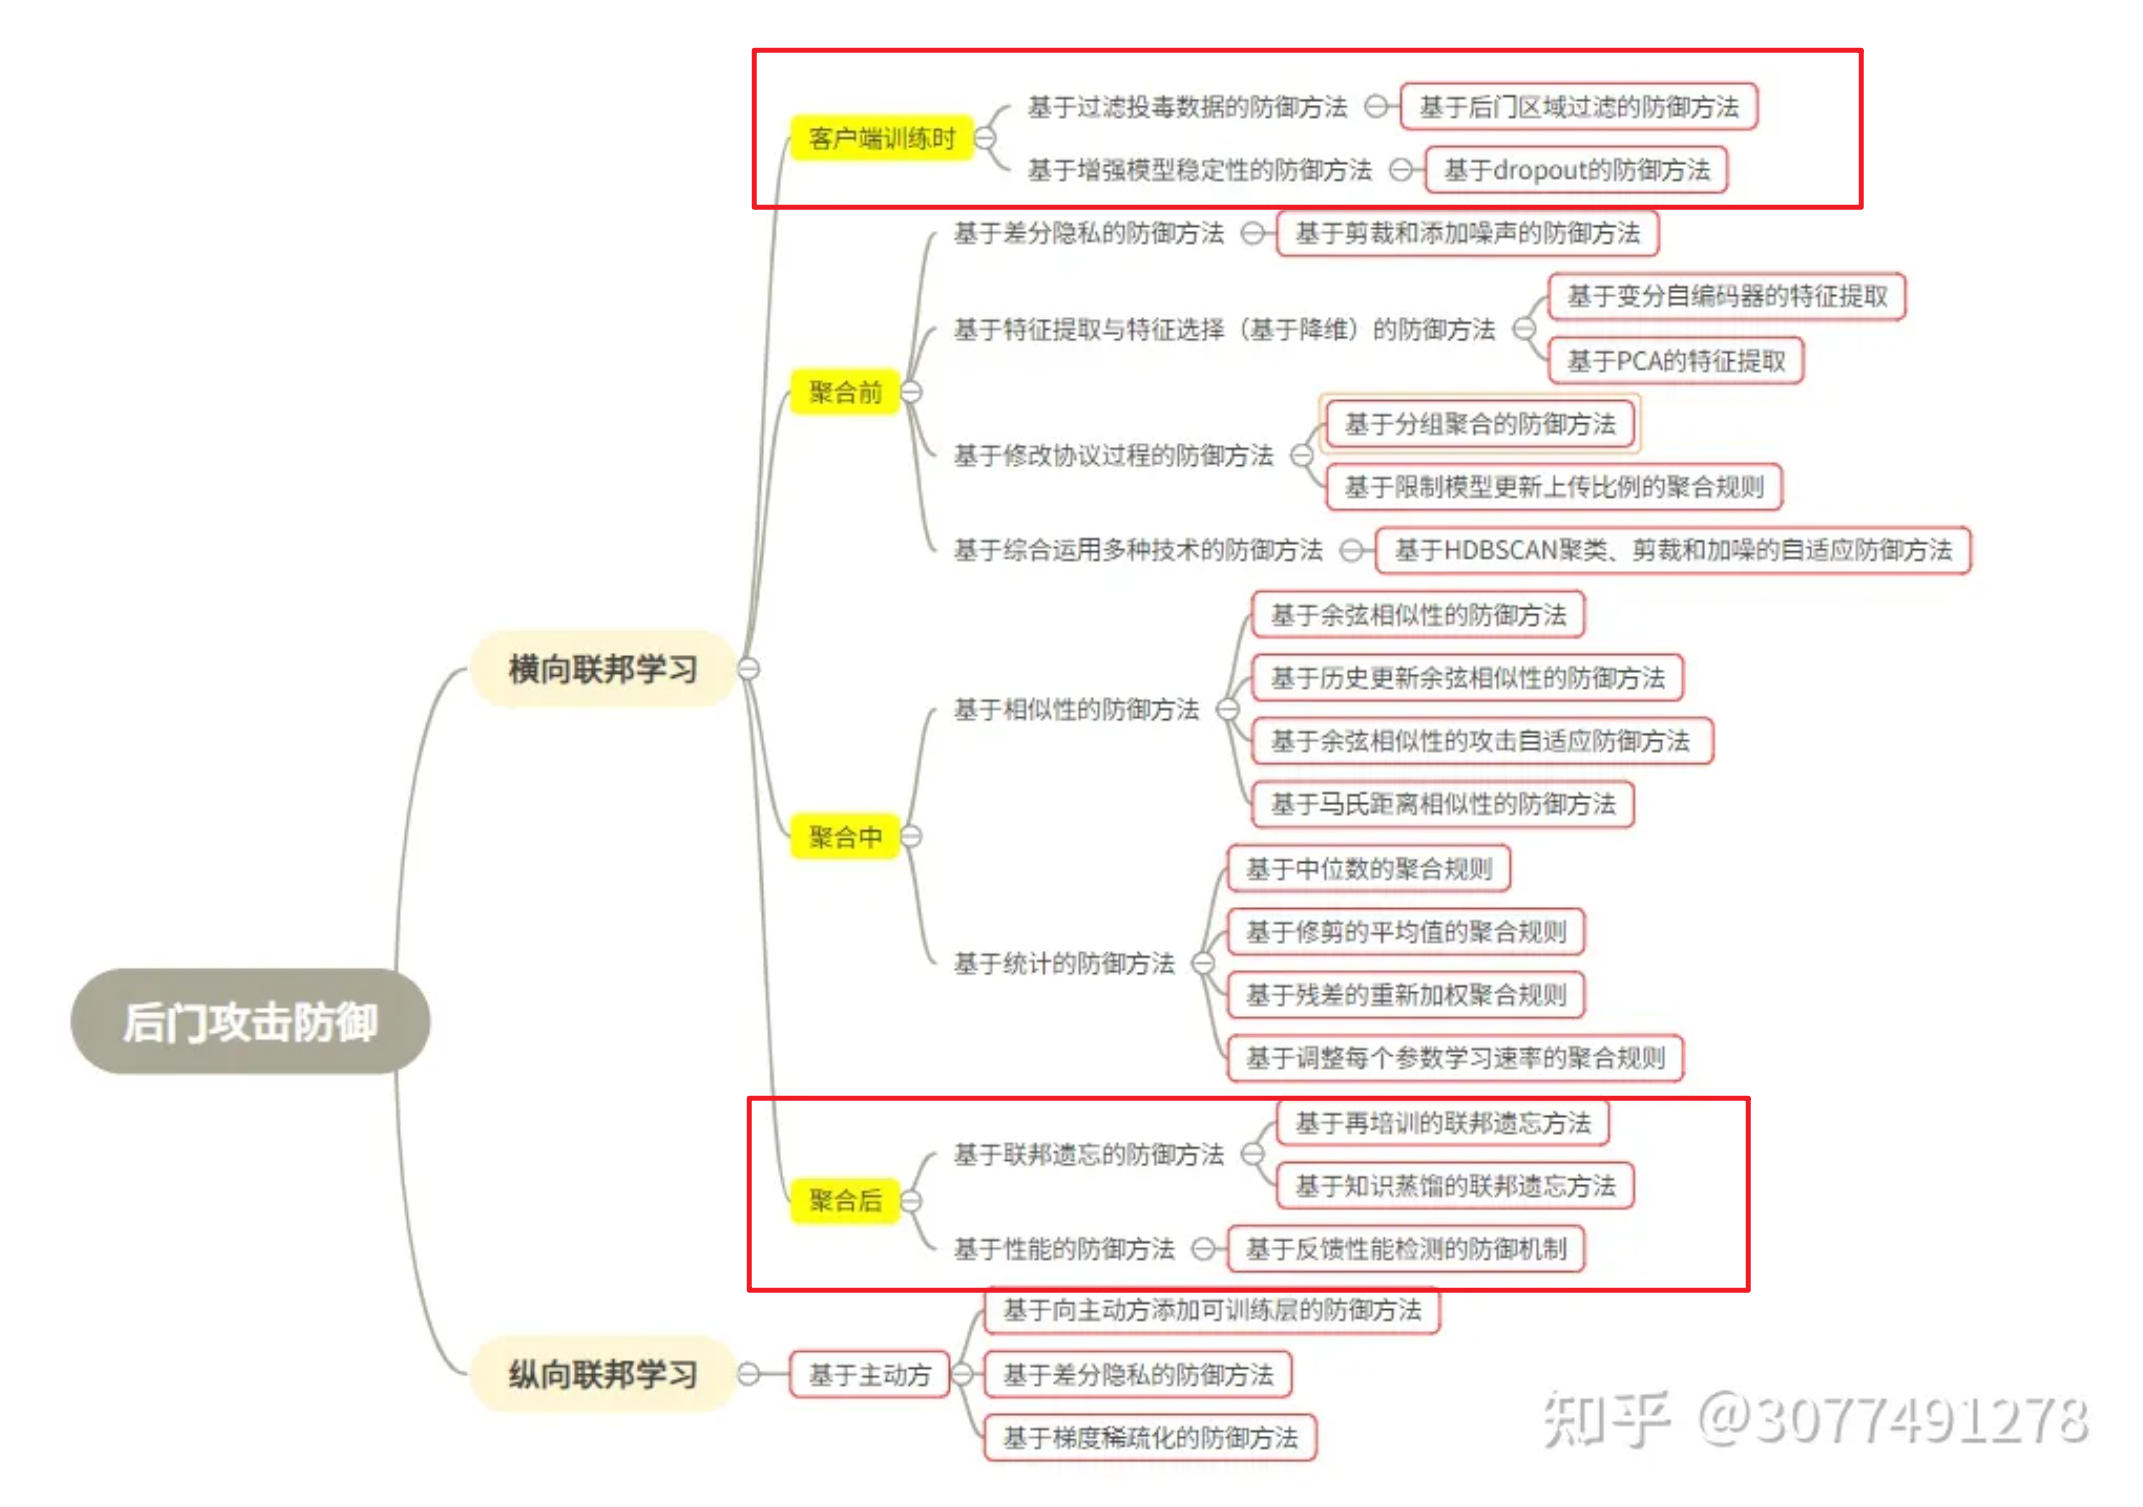 后门攻击防御
横向联邦学习
客户端训练时
基于过滤投毒数据的防御方法
基于后门区域过滤的防御方法
基于增强模型稳定性的防御方法
基于dropout的防御方法
聚合前
基于差分隐私的防御方法
基于剪裁和添加噪声的防御方法
基于特征提取与特征选择（基于降维）的防御方法
基于变分自编码器的特征提取
基于PCA的特征提取
基于修改协议过程的防御方法
基于分组聚合的防御方法
基于限制模型更新上传比例的聚合规则
基于综合运用多种技术的防御方法
基于HDBSCAN聚类、剪裁和加噪的自适应防御方法
聚合中
基于相似性的防御方法
基于余弦相似性的防御方法
基于历史更新余弦相似性的防御方法
基于余弦相似性的攻击自适应防御方法
基于马氏距离相似性的防御方法
基于统计的防御方法
基于中位数的聚合规则
基于修剪的平均值的聚合规则
基于残差的重新加权聚合规则
基于调整每个参数学习速率的聚合规则
聚合后
基于联邦遗忘的防御方法
基于再培训的联邦遗忘方法
基于知识蒸馏的联邦遗忘方法
基于性能的防御方法
基于反馈性能检测的防御机制
纵向联邦学习
基于主动方
基于向主动方添加可训练层的防御方法
基于差分隐私的防御方法
基于梯度稀疏化的防御方法
知乎 @3077491278